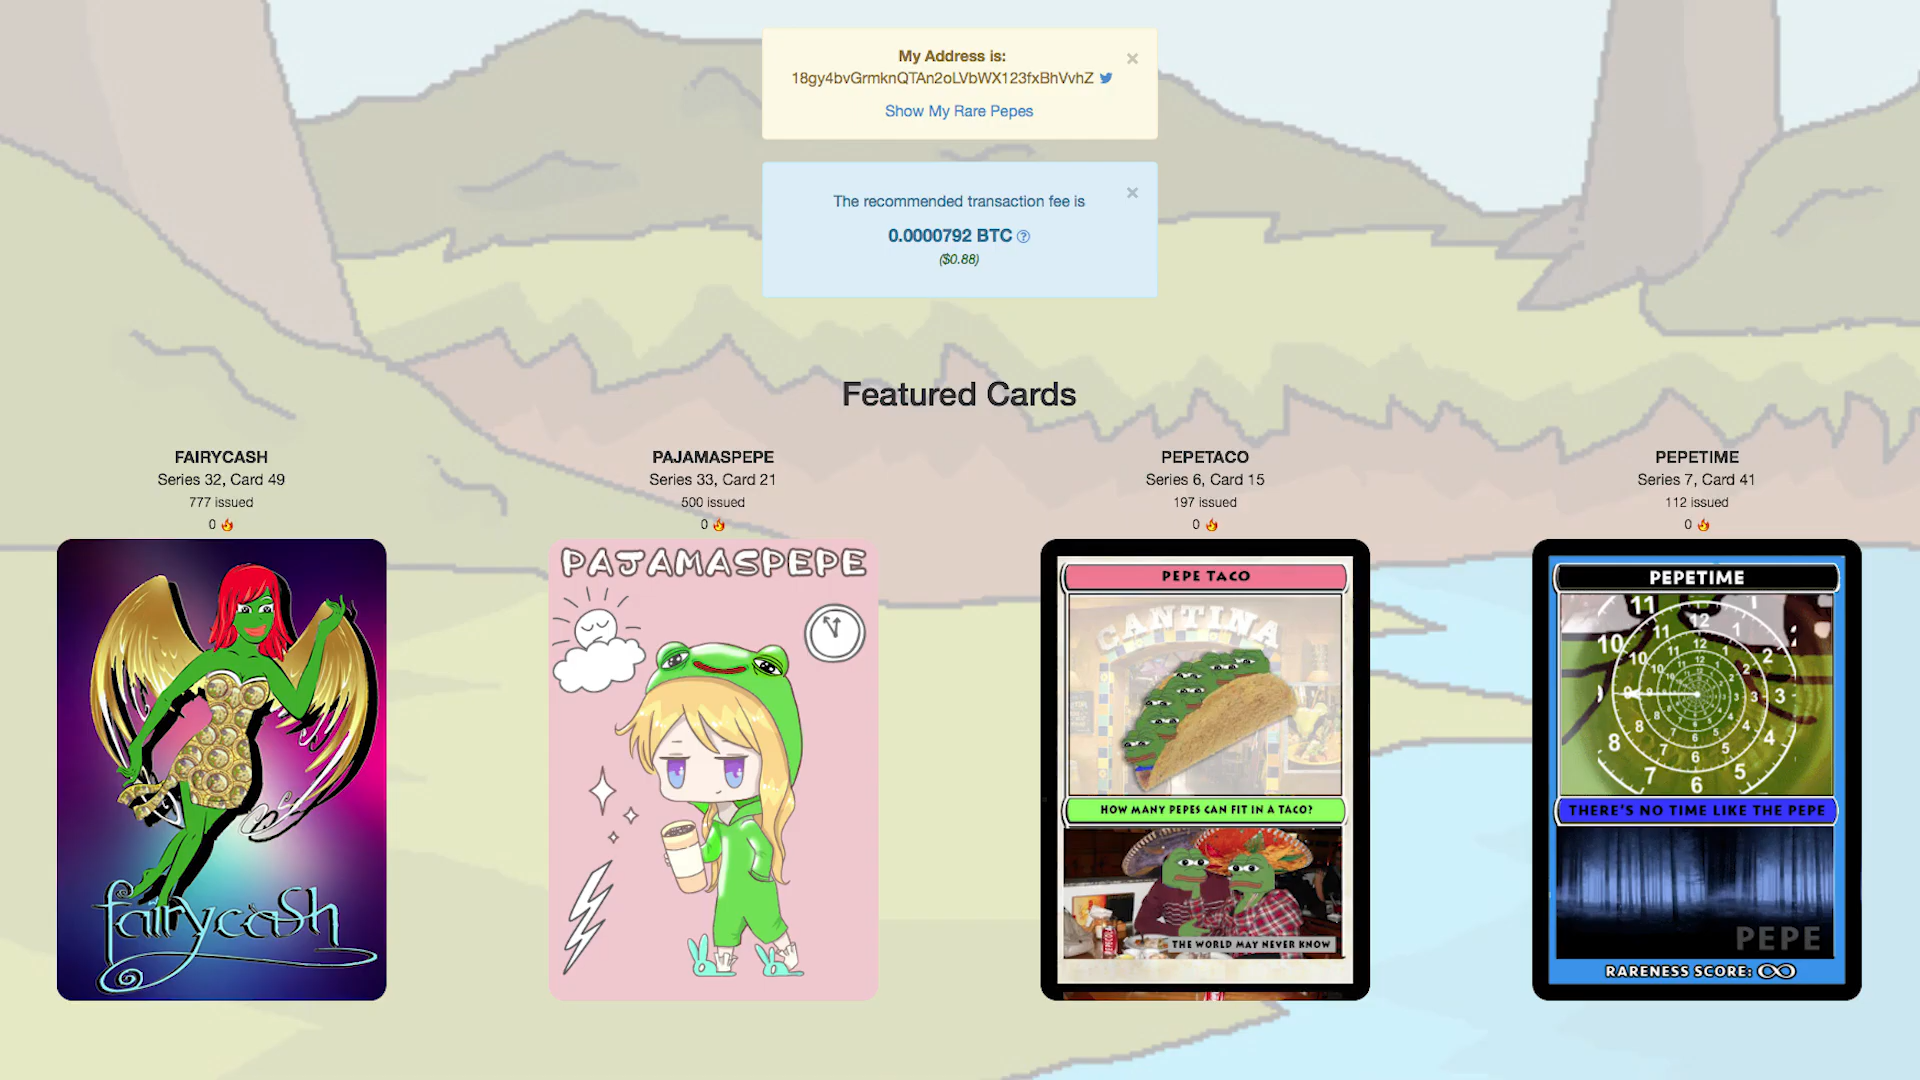 My Address is:
18gy4bvGrmknQTAn2oLVbWX123fxBhVvhZ
Show My Rare Pepes
The recommended transaction fee is
0.0000792 BTC
($0.88)
Featured Cards
FAIRYCASH
Series 32, Card 49
777 issued
0
PAJAMASPEPE
Series 33, Card 21
500 issued
0
PEPETACO
Series 6, Card 15
197 issued
0
PEPETIME
Series 7, Card 41
112 issued
0
fairycash
PAJAMASPEPE
PEPE TACO
CANTINA
HOW MANY PEPES CAN FIT IN A TACO?
THE WORLD MAY NEVER KNOW
PEPETIME
THERE'S NO TIME LIKE THE PEPE
PEPE
RARENESS SCORE: ∞